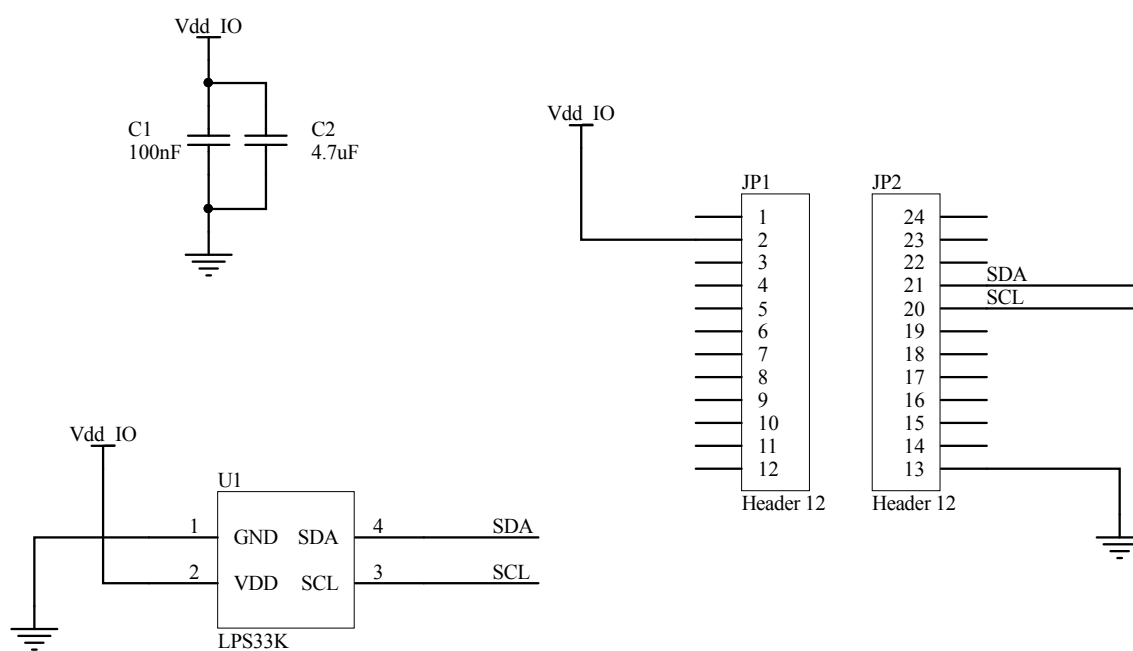 Vdd_IO
C1
100nF
C2
4.7uF
Vdd_IO
JP1
1
2
3
4
5
6
7
8
9
10
11
12
Header 12
JP2
24
23
22
21
20
19
18
17
16
15
14
13
Header 12
SDA
SCL
Vdd_IO
U1
1 GND SDA 4 SDA
2 VDD SCL 3 SCL
LPS33K